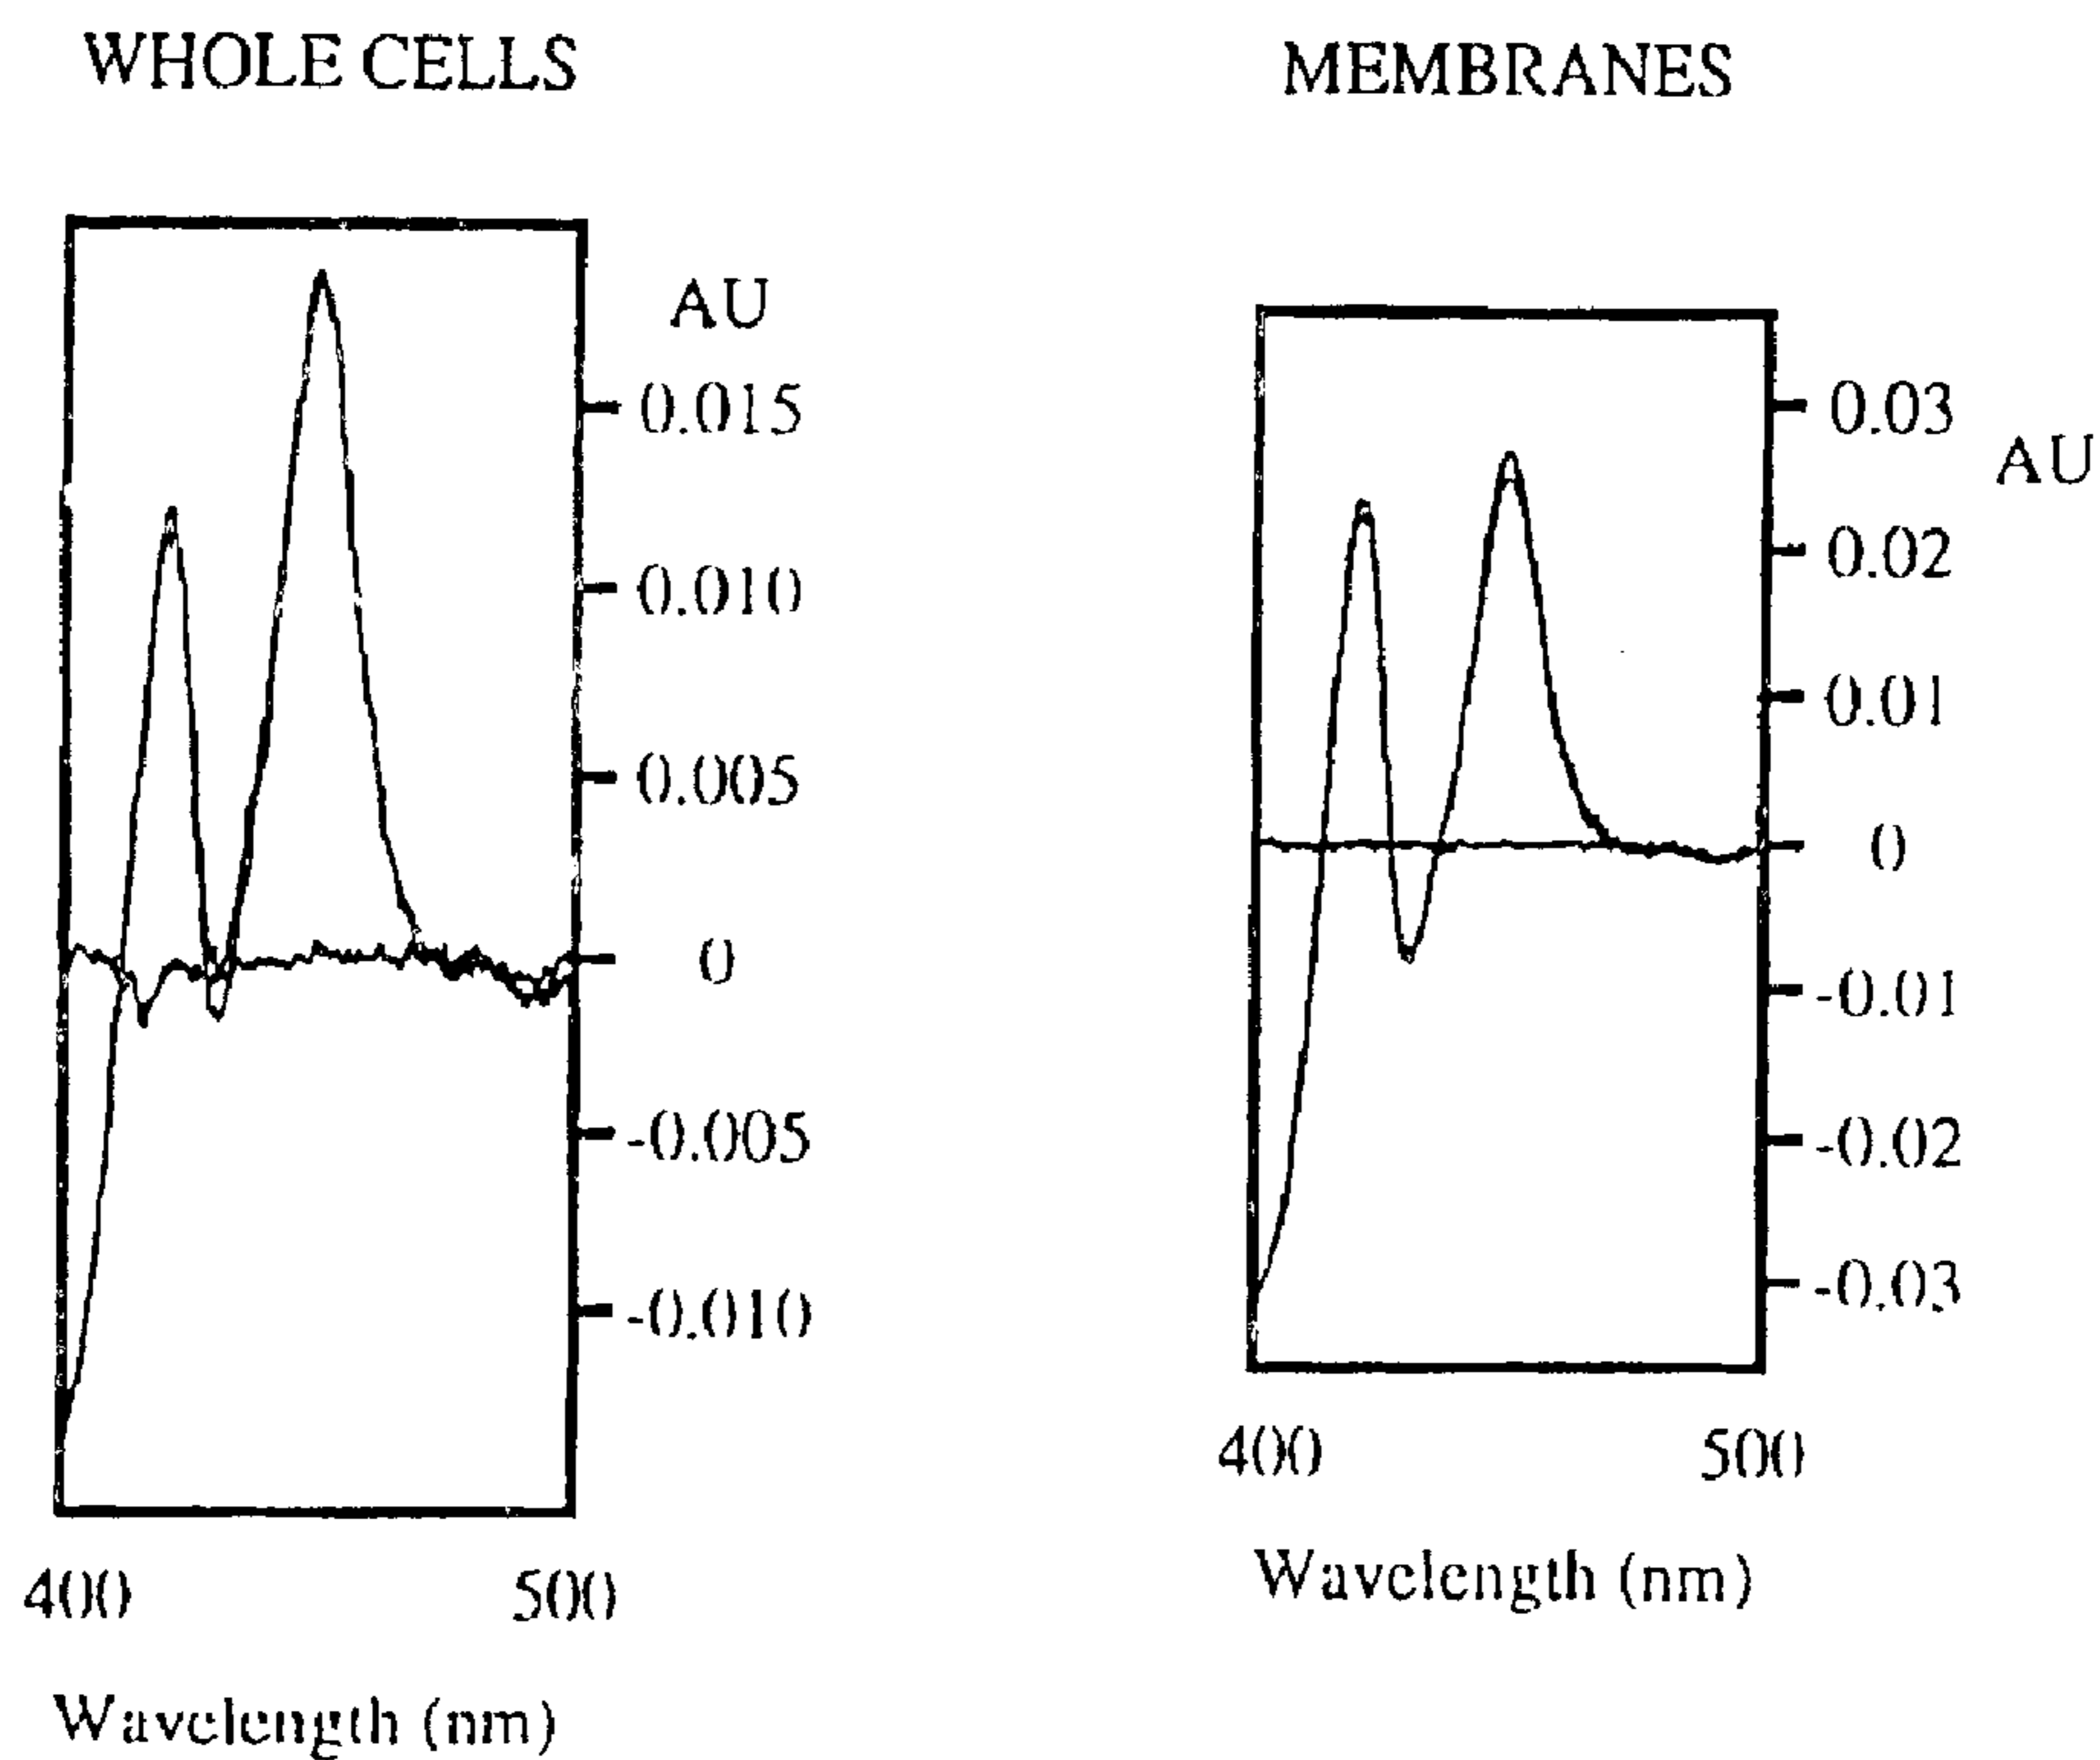 WHOLE CELLS
AU
0.015
0.010
0.005
0
-0.005
-0.010
400 500
Wavelength (nm)
MEMBRANES
0.03
AU
0.02
0.01
0
-0.01
-0.02
-0.03
400 500
Wavelength (nm)